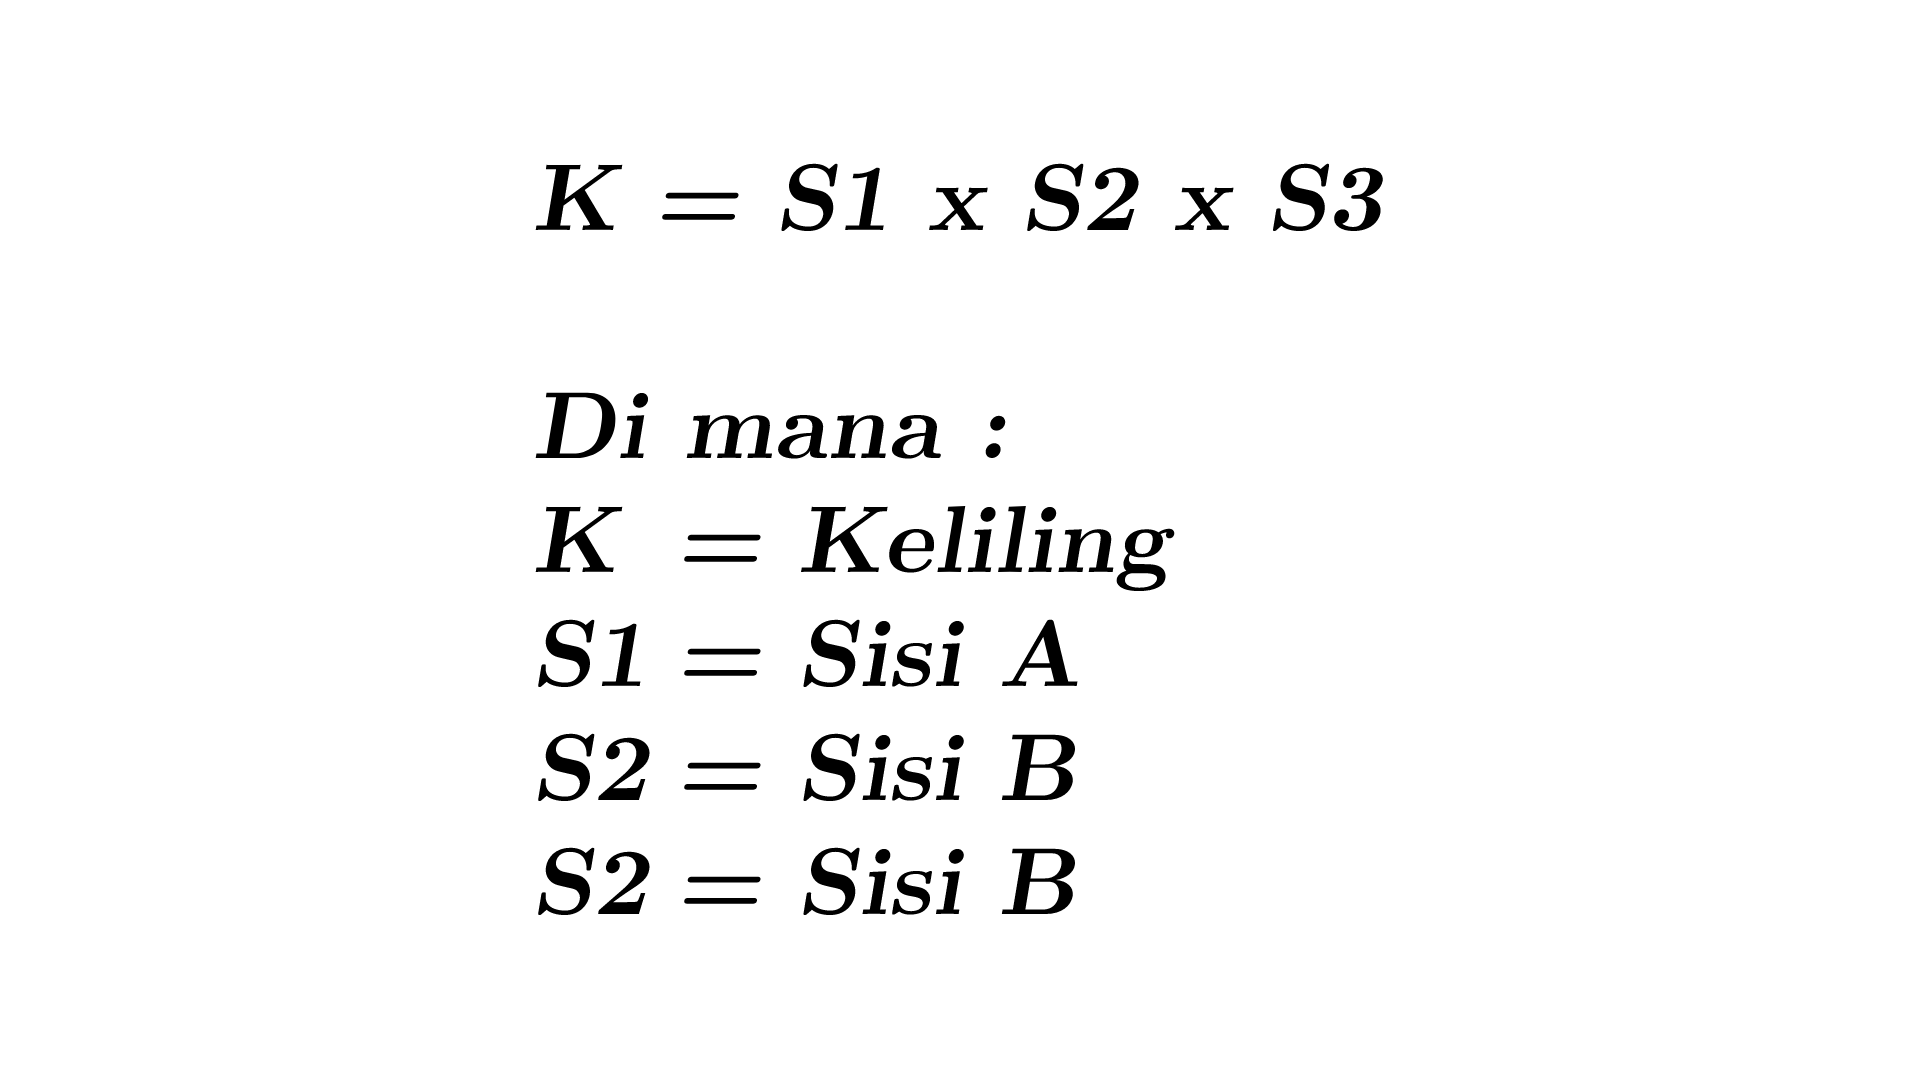 K = S1 x S2 x S3
Di mana :
K = Keliling
S1 = Sisi A
S2 = Sisi B
S2 = Sisi B